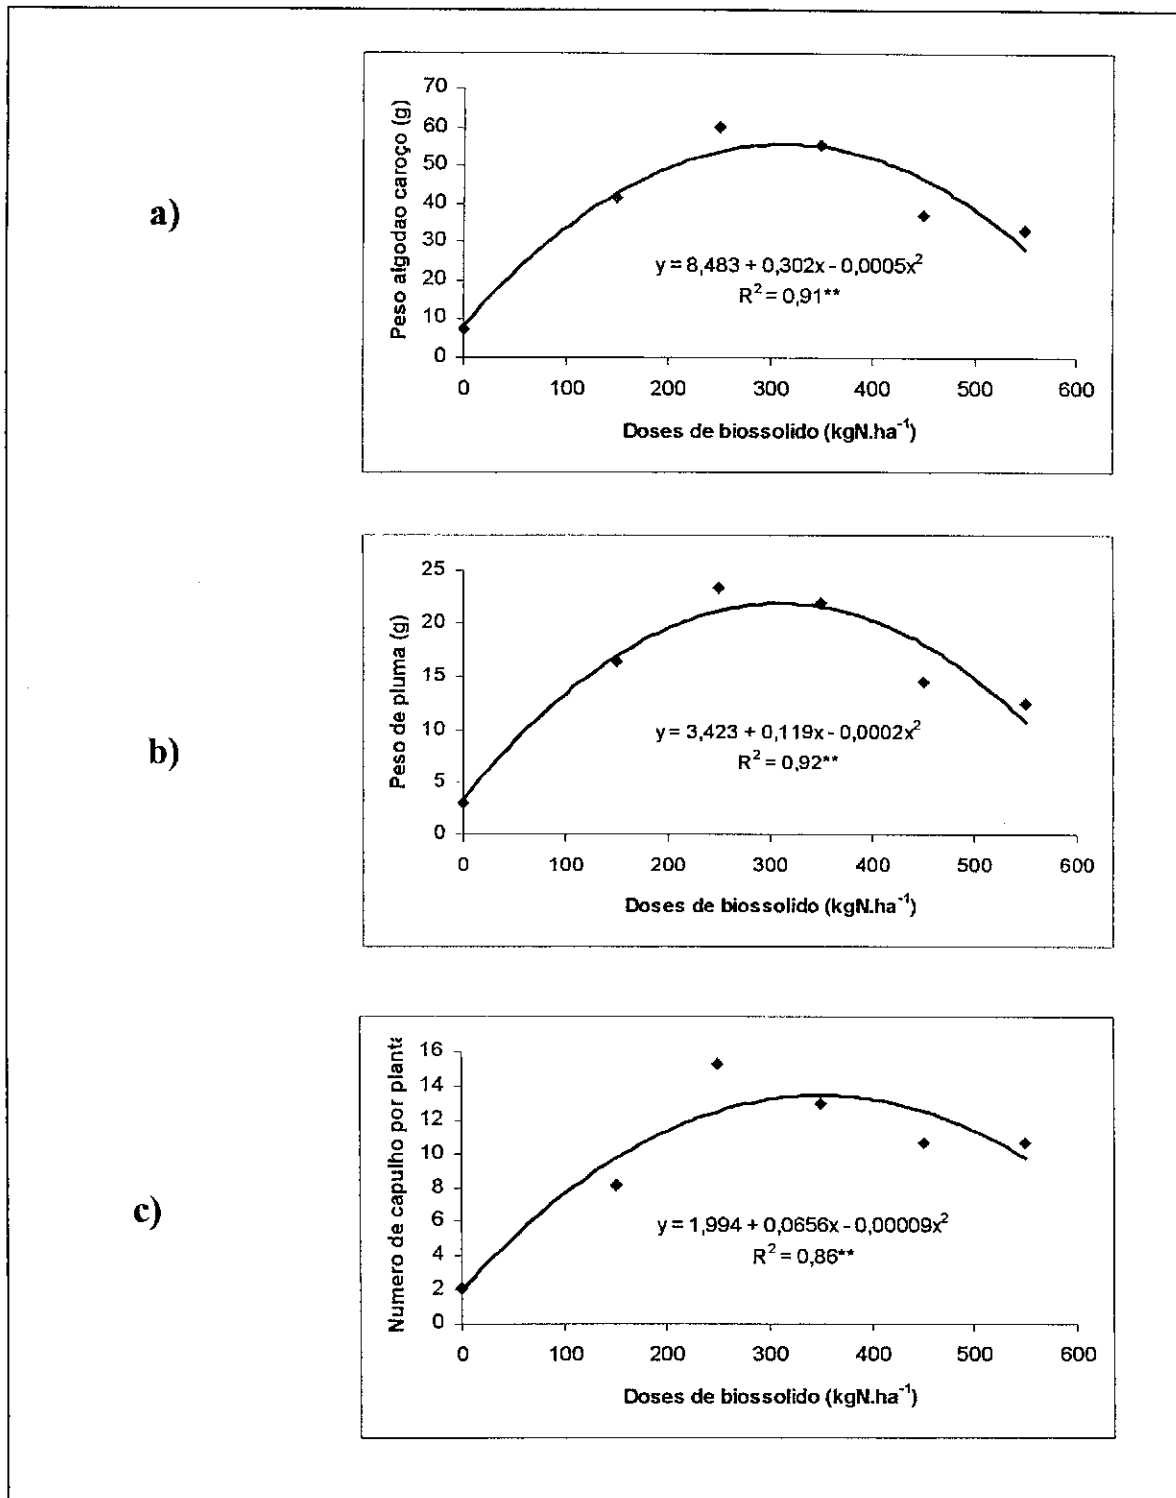 a)
Peso algodao caroço (g)
70
60
50
40
30
20
10
0
y = 8,483 + 0,302x - 0,0005x²
R² = 0,91**
0 100 200 300 400 500 600
Doses de biossolido (kgN.ha⁻¹)
b)
Peso de pluma (g)
25
20
15
10
5
0
y = 3,423 + 0,119x - 0,0002x²
R² = 0,92**
0 100 200 300 400 500 600
Doses de biossolido (kgN.ha⁻¹)
c)
Numero de capulho por planta
16
14
12
10
8
6
4
2
0
y = 1,994 + 0,0656x - 0,00009x²
R² = 0,86**
0 100 200 300 400 500 600
Doses de biossolido (kgN.ha⁻¹)